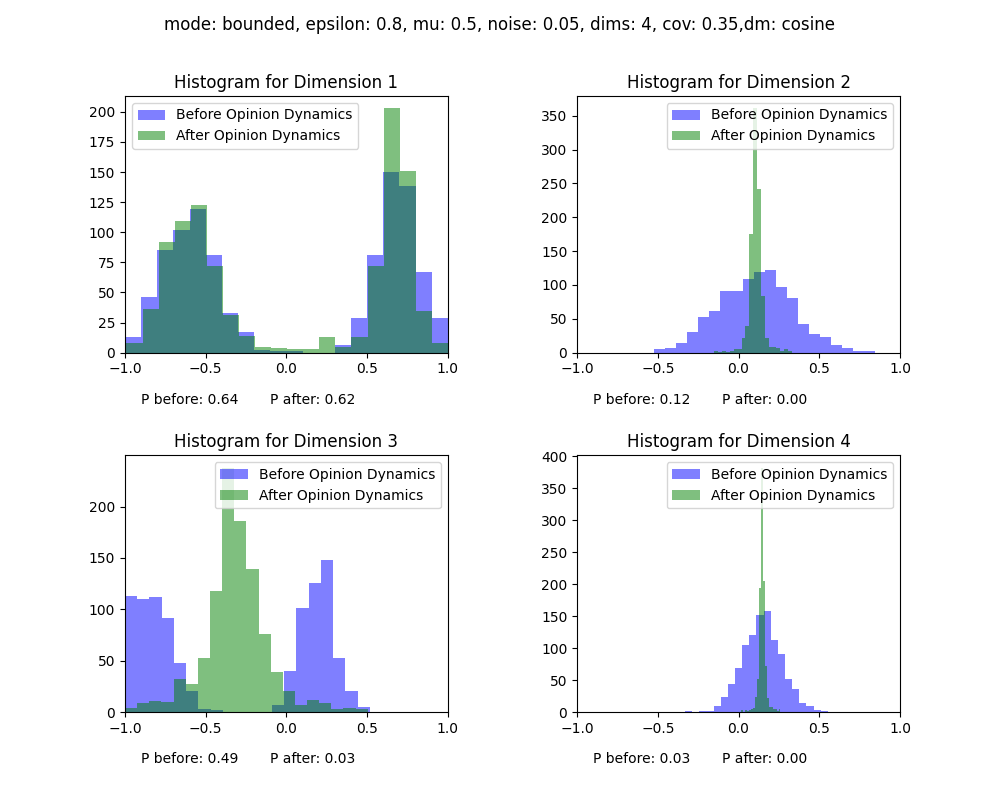 mode: bounded, epsilon: 0.8, mu: 0.5, noise: 0.05, dims: 4, cov: 0.35,dm: cosine
Histogram for Dimension 1
Before Opinion Dynamics
After Opinion Dynamics
200
175
150
125
100
75
50
25
0
−1.0 −0.5 0.0 0.5 1.0
P before: 0.64 P after: 0.62
Histogram for Dimension 2
Before Opinion Dynamics
After Opinion Dynamics
350
300
250
200
150
100
50
0
−1.0 −0.5 0.0 0.5 1.0
P before: 0.12 P after: 0.00
Histogram for Dimension 3
Before Opinion Dynamics
After Opinion Dynamics
200
150
100
50
0
−1.0 −0.5 0.0 0.5 1.0
P before: 0.49 P after: 0.03
Histogram for Dimension 4
Before Opinion Dynamics
After Opinion Dynamics
400
350
300
250
200
150
100
50
0
−1.0 −0.5 0.0 0.5 1.0
P before: 0.03 P after: 0.00